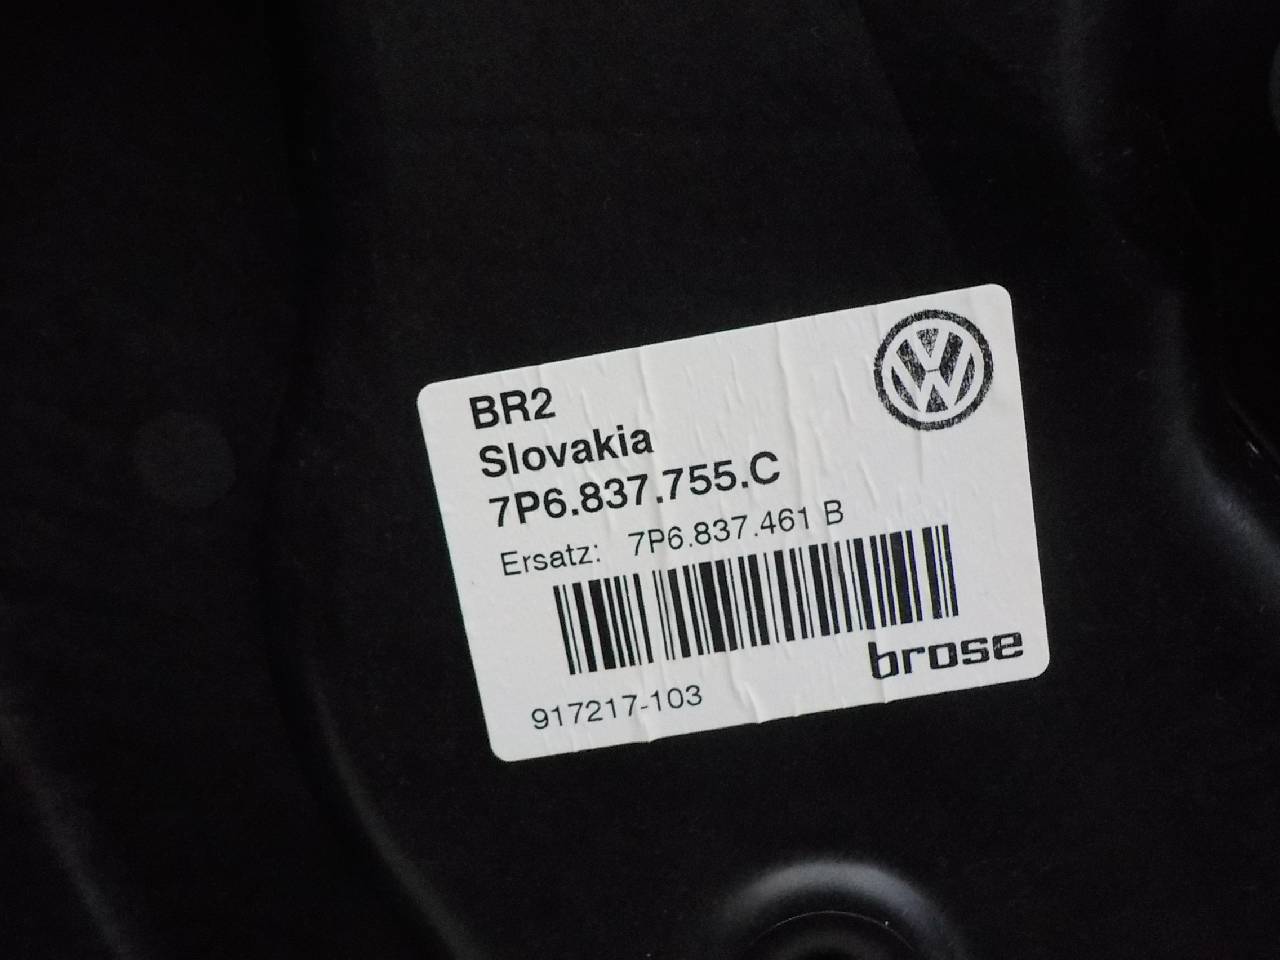 BR2
Slovakia
7P6.837.755.C
Ersatz: 7P6.837.461 B
brose
917217-103